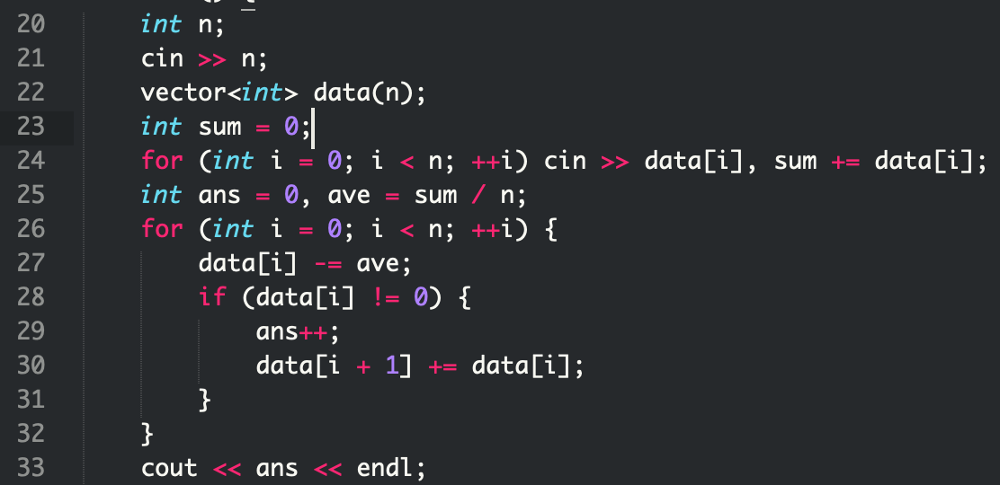 () {
20 int n;
21 cin >> n;
22 vector<int> data(n);
23 int sum = 0;
24 for (int i = 0; i < n; ++i) cin >> data[i], sum += data[i];
25 int ans = 0, ave = sum / n;
26 for (int i = 0; i < n; ++i) {
27 data[i] -= ave;
28 if (data[i] != 0) {
29 ans++;
30 data[i + 1] += data[i];
31 }
32 }
33 cout << ans << endl;